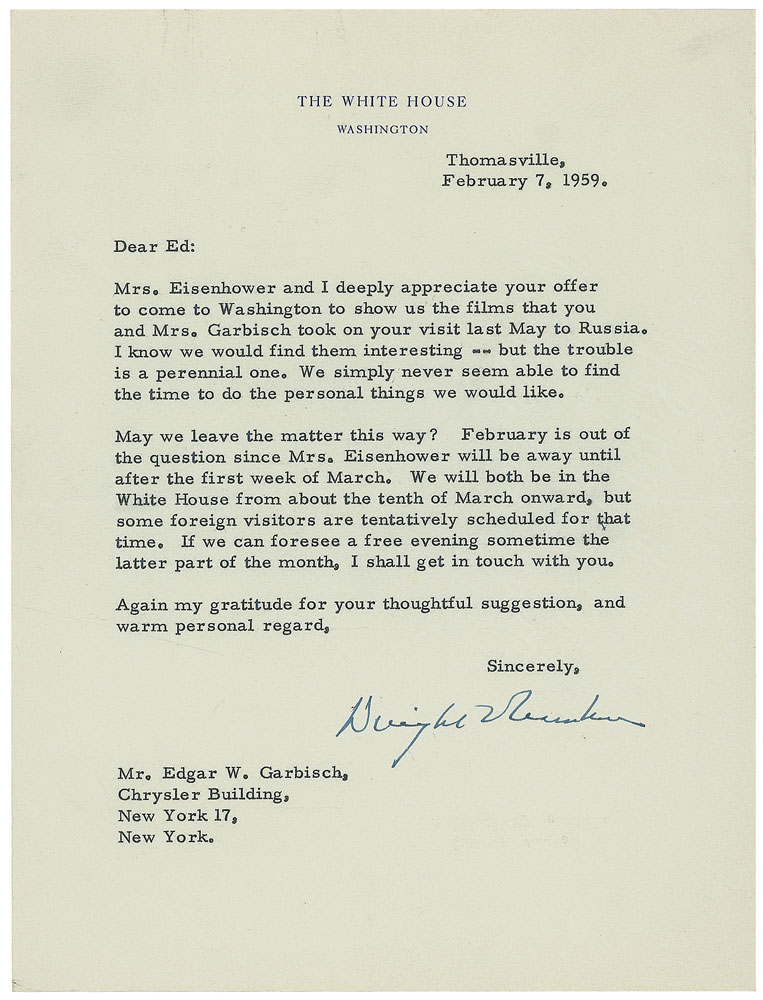 THE WHITE HOUSE
WASHINGTON
Thomasville,
February 7, 1959.
Dear Ed:
Mrs. Eisenhower and I deeply appreciate your offer
to come to Washington to show us the films that you
and Mrs. Garbisch took on your visit last May to Russia.
I know we would find them interesting -- but the trouble
is a perennial one. We simply never seem able to find
the time to do the personal things we would like.
May we leave the matter this way? February is out of
the question since Mrs. Eisenhower will be away until
after the first week of March. We will both be in the
White House from about the tenth of March onward, but
some foreign visitors are tentatively scheduled for that
time. If we can foresee a free evening sometime the
latter part of the month, I shall get in touch with you.
Again my gratitude for your thoughtful suggestion, and
warm personal regard,
Sincerely,
Dwight Eisenhower
Mr. Edgar W. Garbisch,
Chrysler Building,
New York 17,
New York.